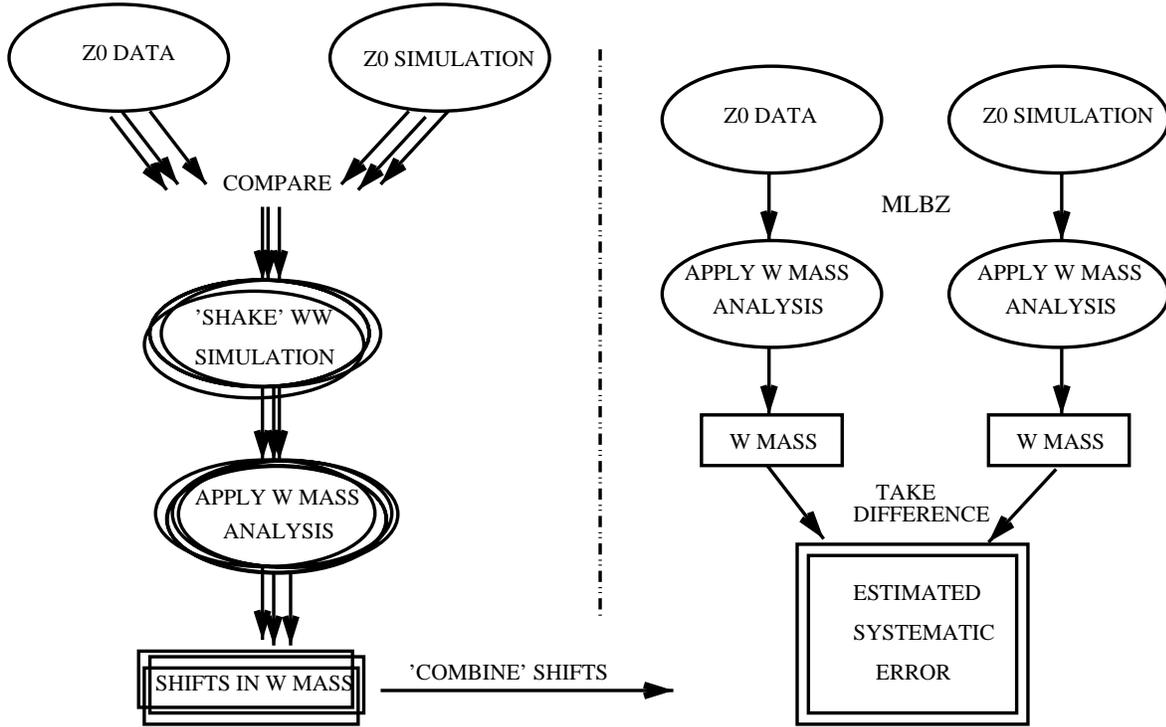 Z0 DATA
Z0 SIMULATION
COMPARE
'SHAKE' WW
SIMULATION
APPLY W MASS
ANALYSIS
SHIFTS IN W MASS
'COMBINE' SHIFTS
Z0 DATA
Z0 SIMULATION
MLBZ
APPLY W MASS
ANALYSIS
APPLY W MASS
ANALYSIS
W MASS
W MASS
TAKE
DIFFERENCE
ESTIMATED
SYSTEMATIC
ERROR